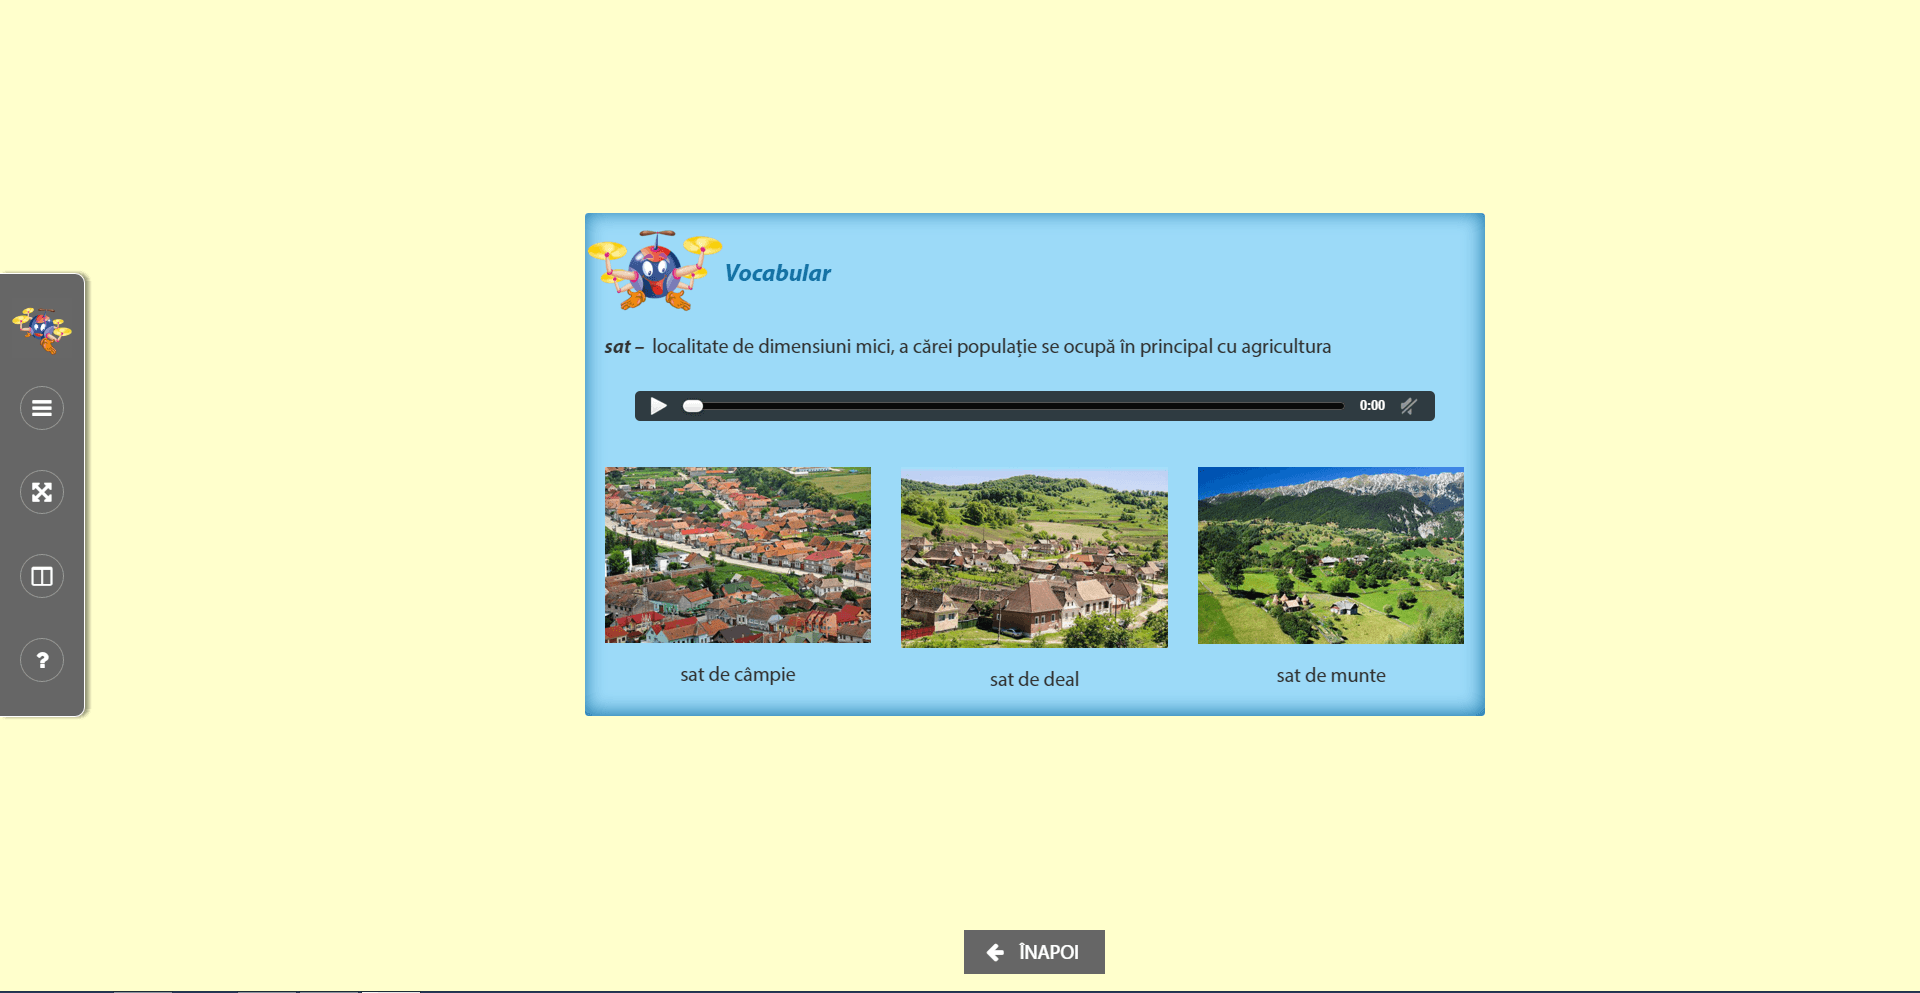 Vocabular
sat – localitate de dimensiuni mici, a cărei populație se ocupă în principal cu agricultura
0:00
sat de câmpie
sat de deal
sat de munte
ÎNAPOI